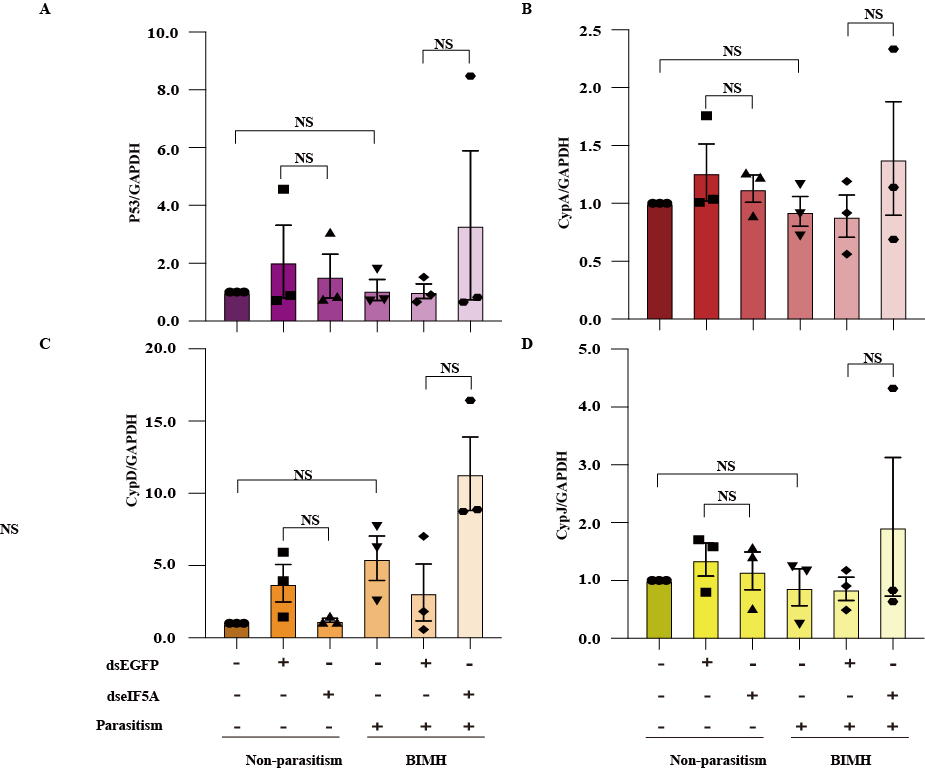 A
P53/GAPDH
10.0
8.0
6.0
4.0
2.0
0.0
NS
NS
NS
B
CypA/GAPDH
2.5
2.0
1.5
1.0
0.5
0.0
NS
NS
NS
C
CypD/GAPDH
20.0
15.0
10.0
5.0
0.0
NS
NS
NS
NS
D
CypJ/GAPDH
5.0
4.0
3.0
2.0
1.0
0.0
NS
NS
NS
dsEGFP - + - - + - - + - - + -
dseIF5A - - + - - + - - + - - +
Parasitism - - - + + + - - - + + +
Non-parasitism BIMH Non-parasitism BIMH